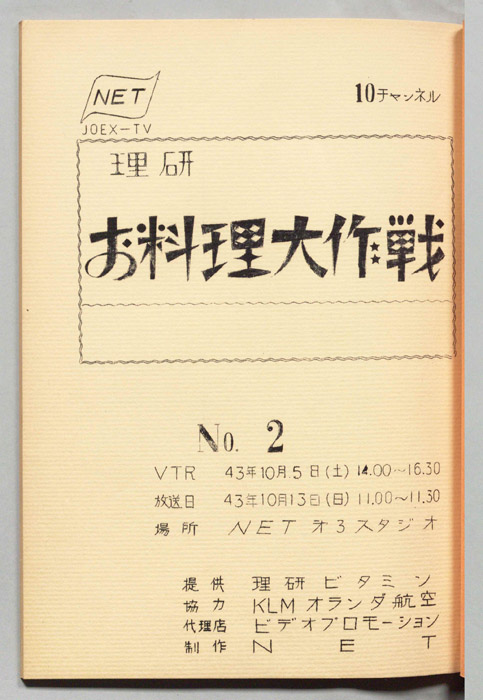 NET
10チャンネル
JOEX-TV
理研
お料理大作戦
No. 2
VTR 43年10月5日(土) 14.00〜16.30
放送日 43年10月13日(日) 11.00〜11.30
場所 NET オ3スタジオ
提供 理研ビタミン
協力 KLMオランダ航空
代理店 ビデオプロモーション
制作 NET